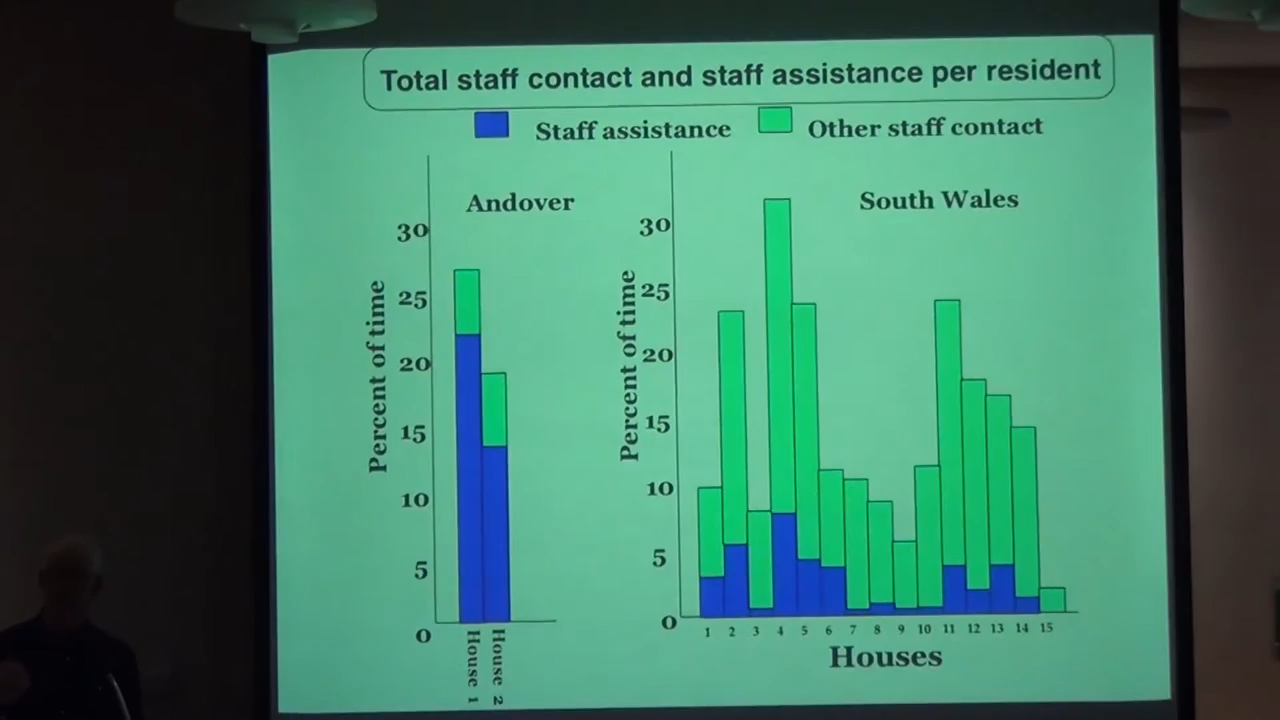 Total staff contact and staff assistance per resident
Staff assistance
Other staff contact
Andover
30
25
20
15
10
5
0
Percent of time
House 1
House 2
South Wales
30
25
20
15
10
5
0
Percent of time
1 2 3 4 5 6 7 8 9 10 11 12 13 14 15
Houses